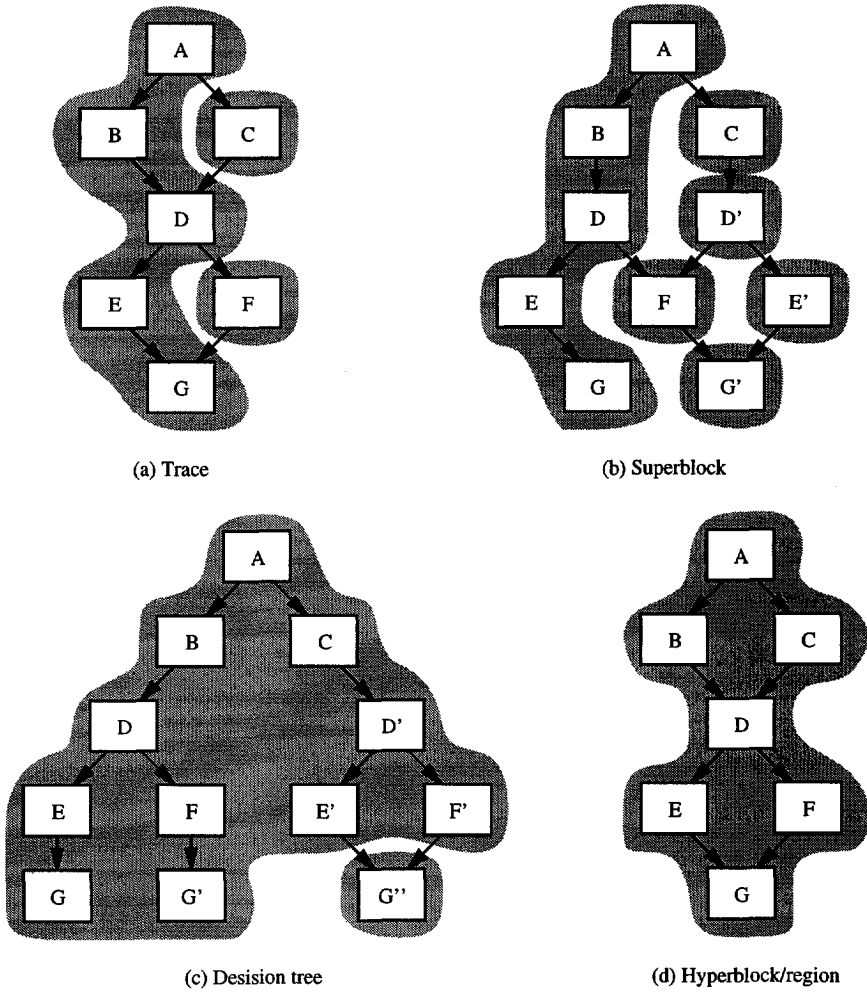 A
B
C
D
E
F
G
(a) Trace
A
B
C
D
D'
E
F
E'
G
G'
(b) Superblock
A
B
C
D
D'
E
F
E'
F'
G
G'
G''
(c) Desision tree
A
B
C
D
E
F
G
(d) Hyperblock/region